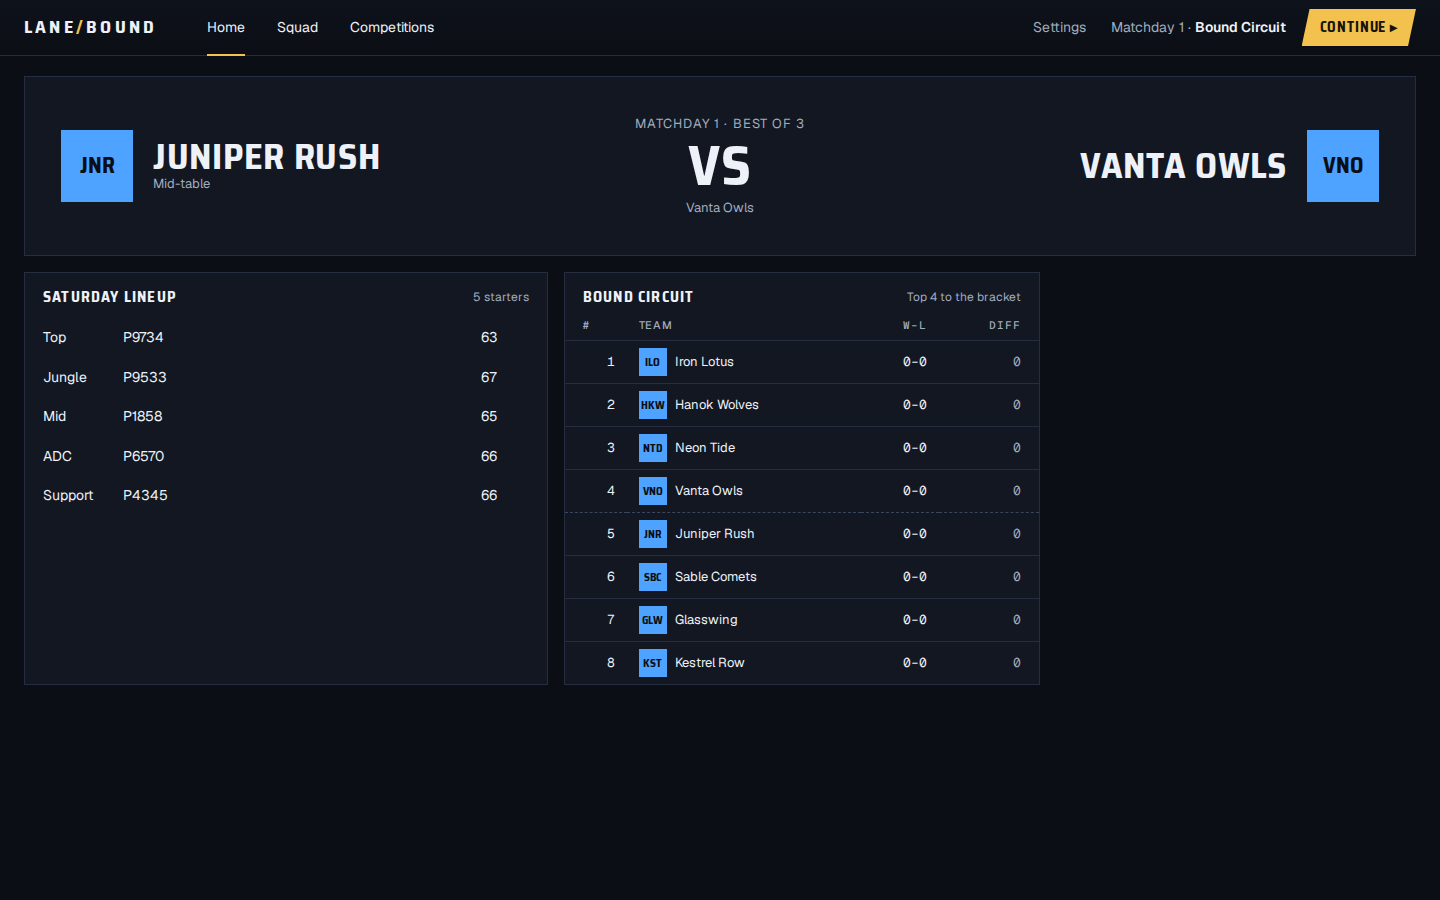 LANE/BOUND Home Squad Competitions Settings Matchday 1 · Bound Circuit CONTINUE ▸
MATCHDAY 1 · BEST OF 3
JNR JUNIPER RUSH VS VANTA OWLS VNO
Mid-table
Vanta Owls
SATURDAY LINEUP 5 starters
Top P9734 63
Jungle P9533 67
Mid P1858 65
ADC P6570 66
Support P4345 66
BOUND CIRCUIT Top 4 to the bracket
# TEAM W-L DIFF
1 ILO Iron Lotus 0-0 0
2 HKW Hanok Wolves 0-0 0
3 NTD Neon Tide 0-0 0
4 VNO Vanta Owls 0-0 0
5 JNR Juniper Rush 0-0 0
6 SBC Sable Comets 0-0 0
7 GLW Glasswing 0-0 0
8 KST Kestrel Row 0-0 0